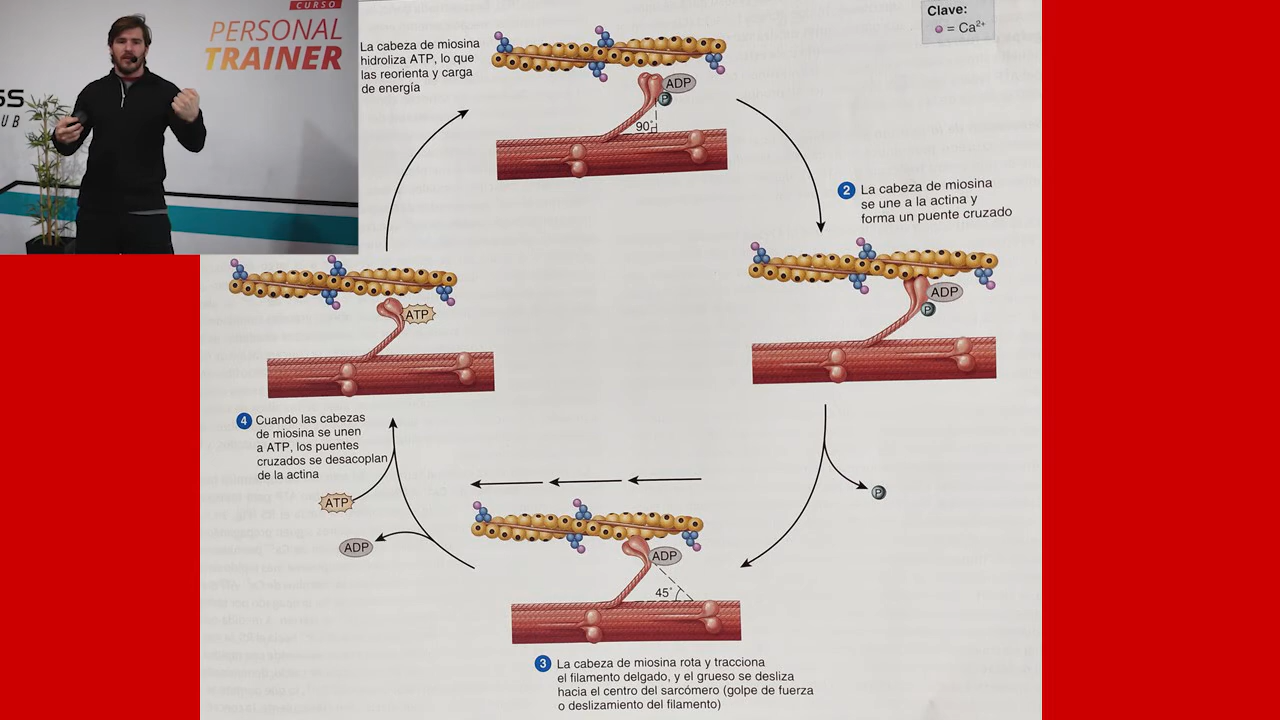 CURSO
PERSONAL
TRAINER
SS
UB
La cabeza de miosina
hidroliza ATP, lo que
las reorienta y carga
de energía
Clave:
= Ca²⁺
ADP
P
90°
2 La cabeza de miosina
se une a la actina y
forma un puente cruzado
ADP
P
ATP
4 Cuando las cabezas
de miosina se unen
a ATP, los puentes
cruzados se desacoplan
de la actina
ATP
ADP
P
ADP
45°
3 La cabeza de miosina rota y tracciona
el filamento delgado, y el grueso se desliza
hacia el centro del sarcómero (golpe de fuerza
o deslizamiento del filamento)